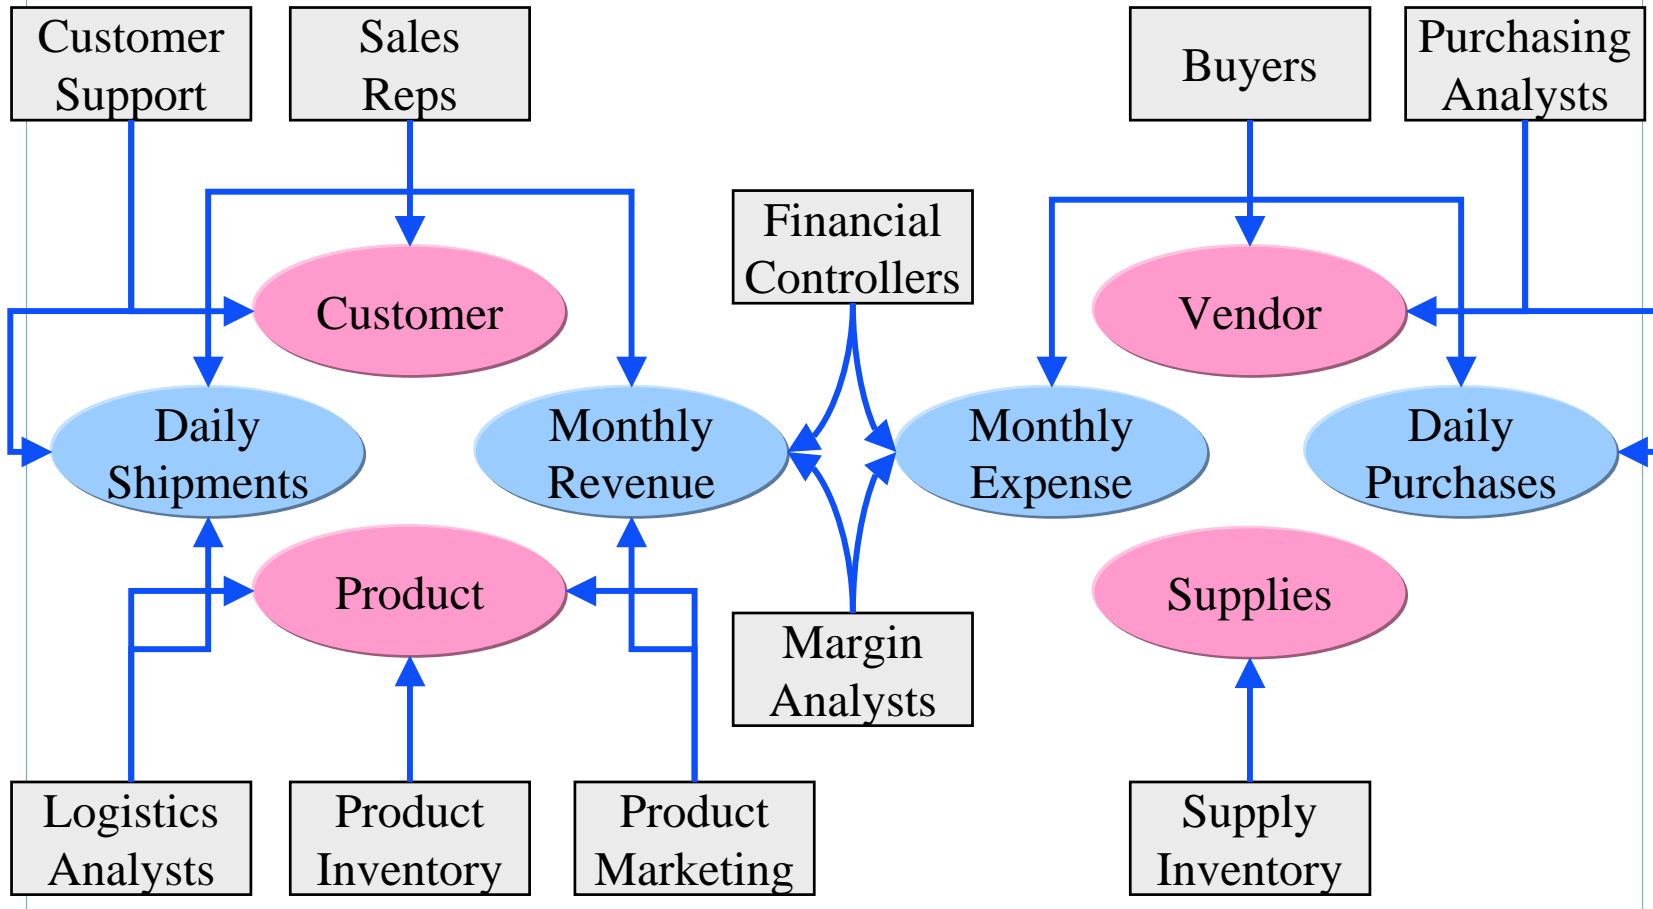 Customer
Support
Sales
Reps
Buyers
Purchasing
Analysts
Financial
Controllers
Customer
Vendor
Daily
Shipments
Monthly
Revenue
Monthly
Expense
Daily
Purchases
Product
Supplies
Margin
Analysts
Logistics
Analysts
Product
Inventory
Product
Marketing
Supply
Inventory